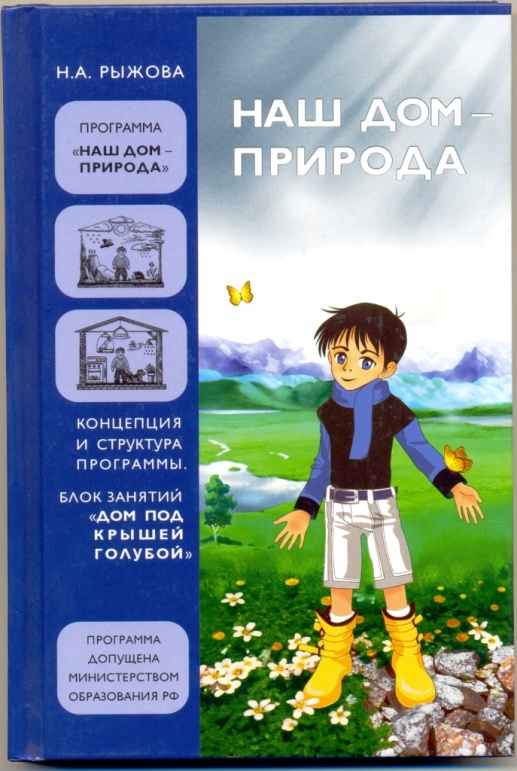 Н.А. РЫЖОВА
НАШ ДОМ –
ПРИРОДА
ПРОГРАММА
«НАШ ДОМ –
ПРИРОДА»
КОНЦЕПЦИЯ
И СТРУКТУРА
ПРОГРАММЫ.
БЛОК ЗАНЯТИЙ
«ДОМ ПОД
КРЫШЕЙ
ГОЛУБОЙ»
ПРОГРАММА
ДОПУЩЕНА
МИНИСТЕРСТВОМ
ОБРАЗОВАНИЯ РФ